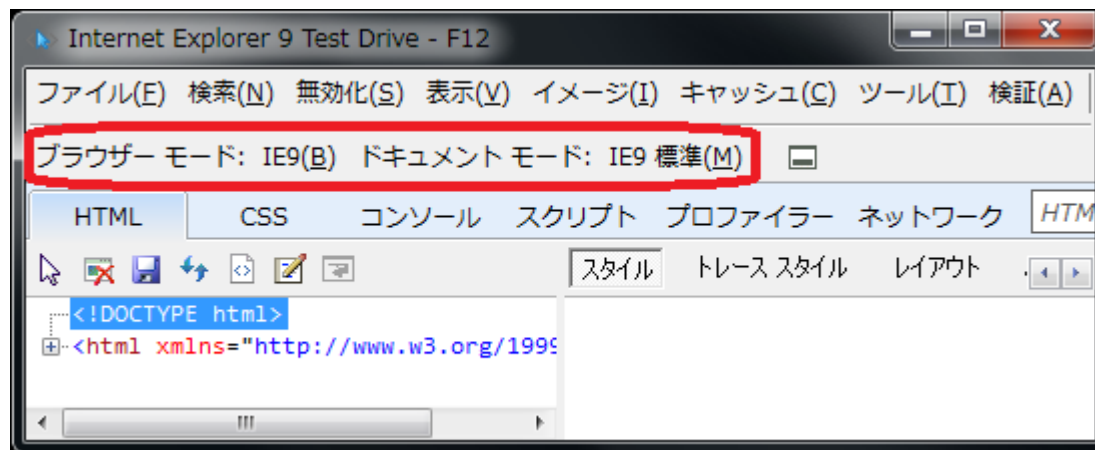 Internet Explorer 9 Test Drive - F12
ファイル(F) 検索(N) 無効化(S) 表示(V) イメージ(I) キャッシュ(C) ツール(T) 検証(A)
ブラウザー モード: IE9(B) ドキュメント モード: IE9 標準(M)
HTML CSS コンソール スクリプト プロファイラー ネットワーク HTM
スタイル トレース スタイル レイアウト
<!DOCTYPE html>
<html xmlns="http://www.w3.org/1999